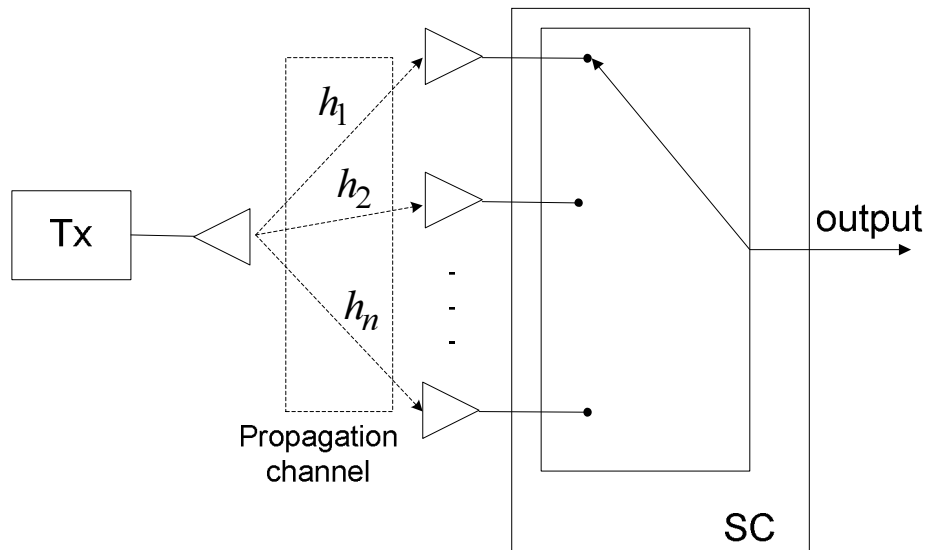 h1
h2
Tx
output
hn
Propagation
channel
SC